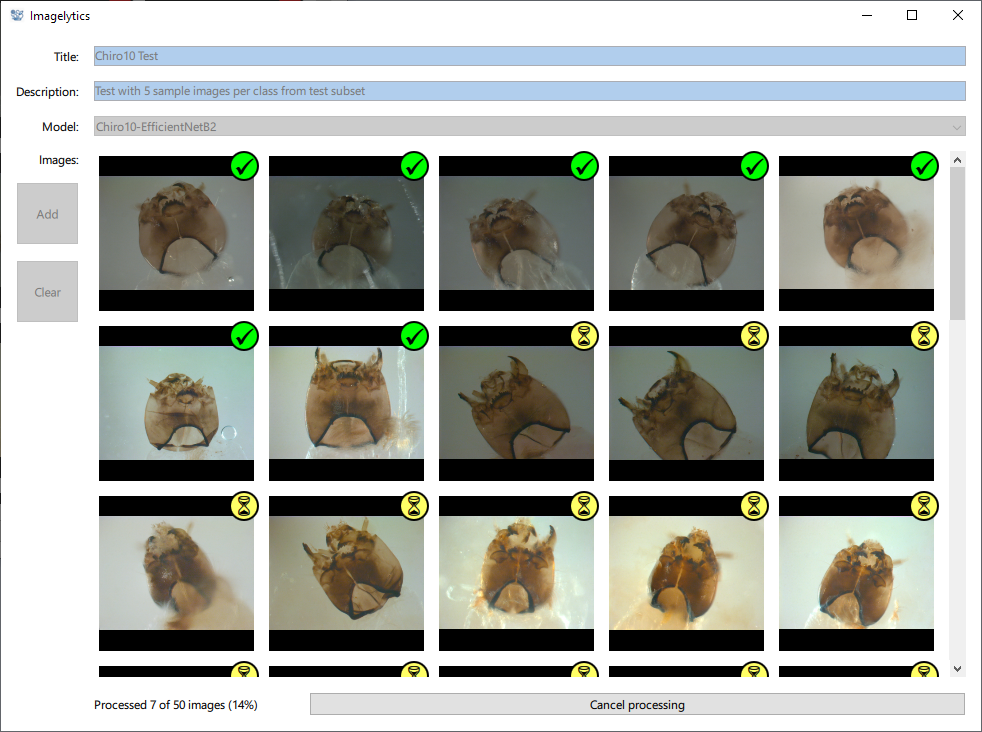 Imagelytics
Title: Chiro10 Test
Description: Test with 5 sample images per class from test subset
Model: Chiro10-EfficientNetB2
Images:
Add
Clear
Processed 7 of 50 images (14%)
Cancel processing